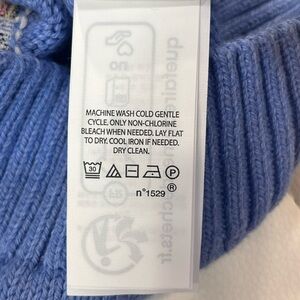 MACHINE WASH COLD GENTLE
CYCLE. ONLY NON-CHLORINE
BLEACH WHEN NEEDED. LAY FLAT
TO DRY. COOL IRON IF NEEDED.
DRY CLEAN.
30 P
n°1529 ®